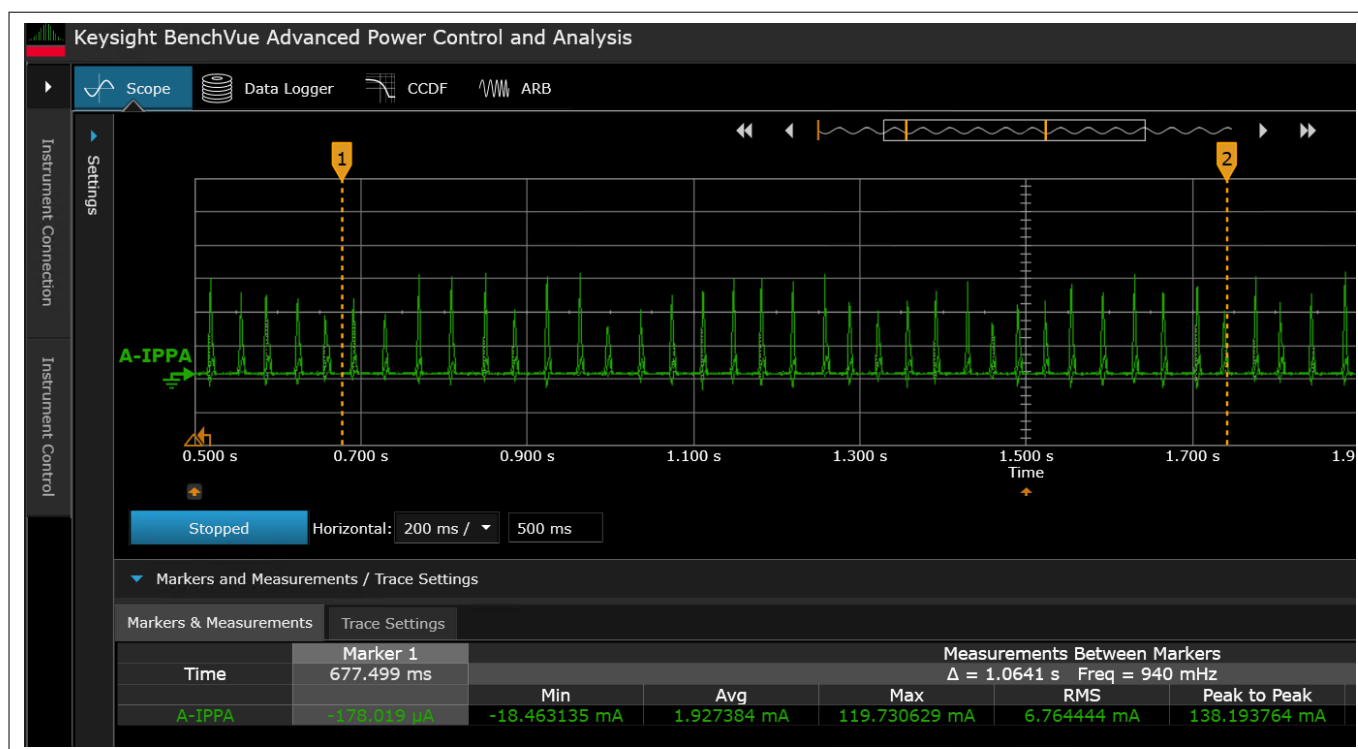 Keysight BenchVue Advanced Power Control and Analysis
Scope Data Logger CCDF ARB
Instrument Connection
Instrument Control
Settings
1 2
A-IPPA
0.500 s 0.700 s 0.900 s 1.100 s 1.300 s 1.500 s 1.700 s 1.9
Time
Stopped Horizontal: 200 ms / 500 ms
Markers and Measurements / Trace Settings
Markers & Measurements Trace Settings
Marker 1 Measurements Between Markers
Time 677.499 ms Δ = 1.0641 s Freq = 940 mHz
Min Avg Max RMS Peak to Peak
A-IPPA -178.019 µA -18.463135 mA 1.927384 mA 119.730629 mA 6.764444 mA 138.193764 mA